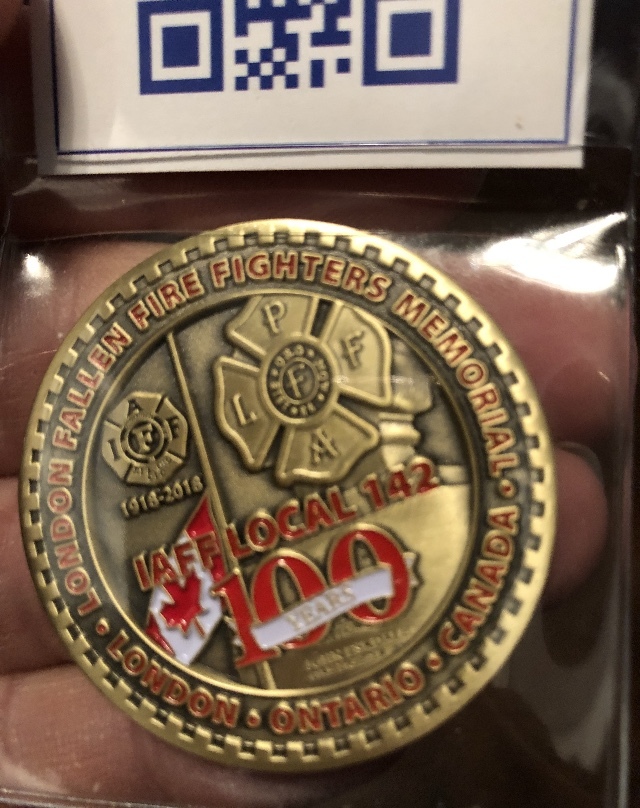 LONDON FALLEN FIRE FIGHTERS MEMORIAL
P F
L A
A
I F F
1918-2018
IAFF LOCAL 142
100
YEARS
LONDON • ONTARIO • CANADA